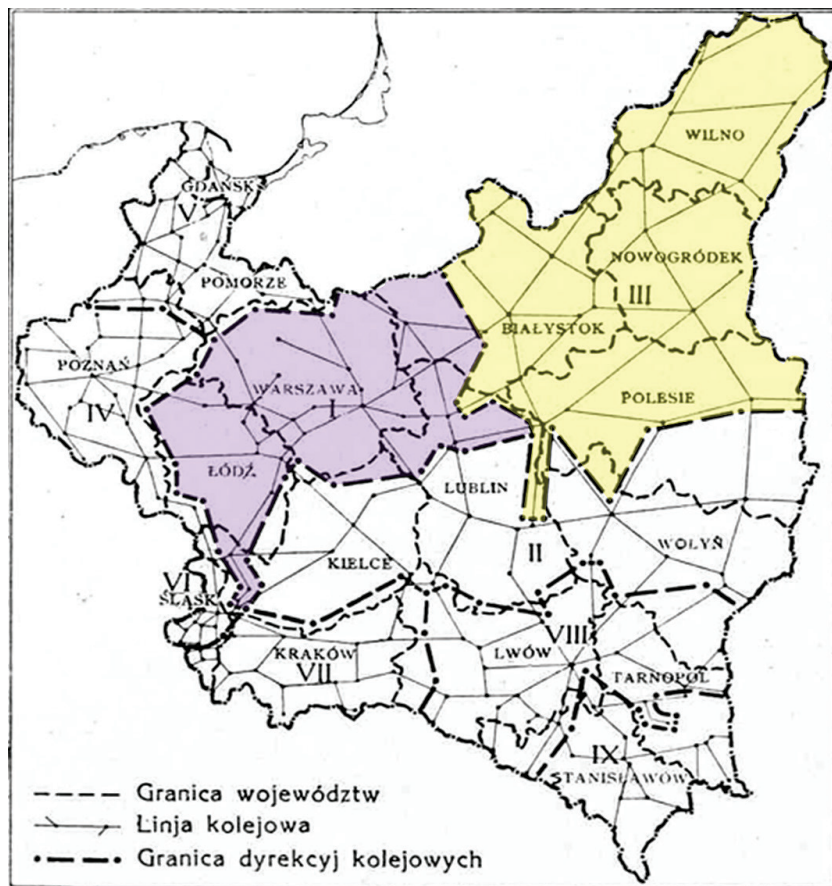 WILNO
GDAŃSK
V
NOWOGRÓDEK
POMORZE
III
BIAŁYSTOK
POZNAŃ
WARSZAWA
I
POLESIE
IV
ŁÓDŹ
LUBLIN
WOŁYŃ
II
KIELCE
VI
ŚLĄSK
VIII
KRAKÓW
LWÓW
VII
TARNOPOL
IX
STANISŁAWÓW
Granica województw
Linja kolejowa
Granica dyrekcyj kolejowych